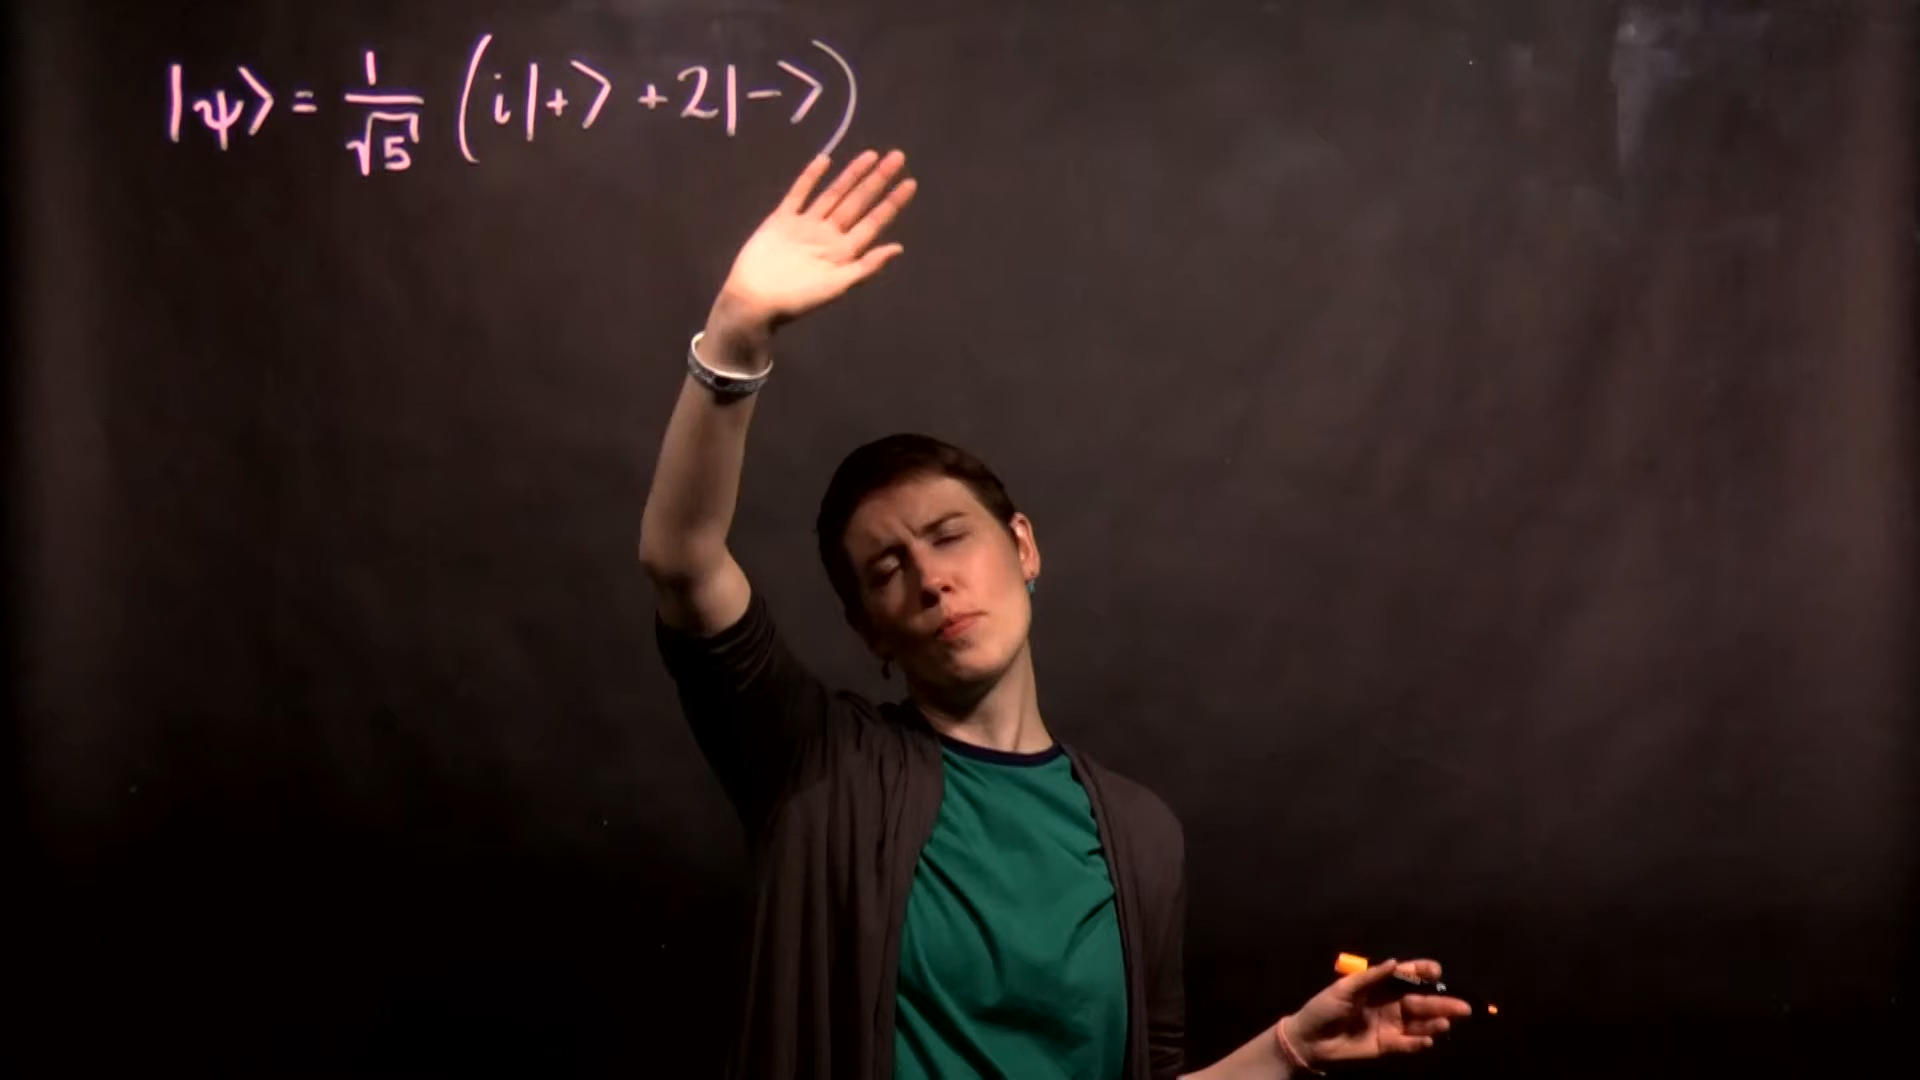 |ψ⟩ = 1/√5 (i|+⟩ + 2|−⟩)